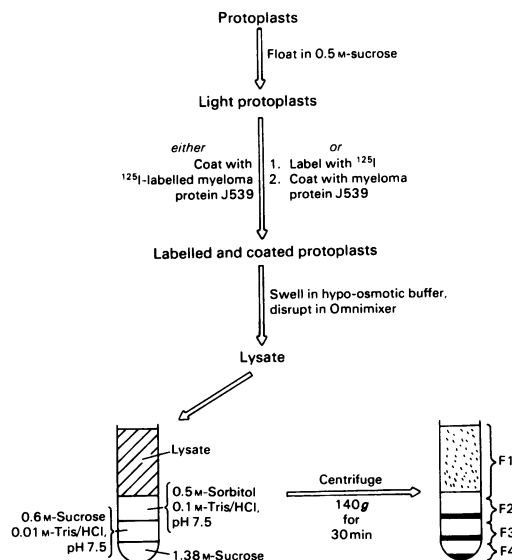 Protoplasts
Float in 0.5 M-sucrose
Light protoplasts
either
Coat with
¹²⁵I-labelled myeloma
protein J539
or
1. Label with ¹²⁵I
2. Coat with myeloma
protein J539
Labelled and coated protoplasts
Swell in hypo-osmotic buffer,
disrupt in Omnimixer
Lysate
Lysate
0.5 M-Sorbitol
0.1 M-Tris/HCl,
pH 7.5
0.6 M-Sucrose
0.01 M-Tris/HCl,
pH 7.5
1.38 M-Sucrose
Centrifuge
140g
for
30min
F1
F2
F3
F4